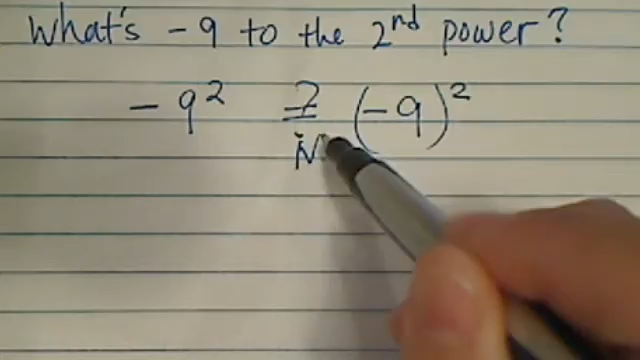 What's -9 to the 2nd power?
-9² ≟ (-9)²
N